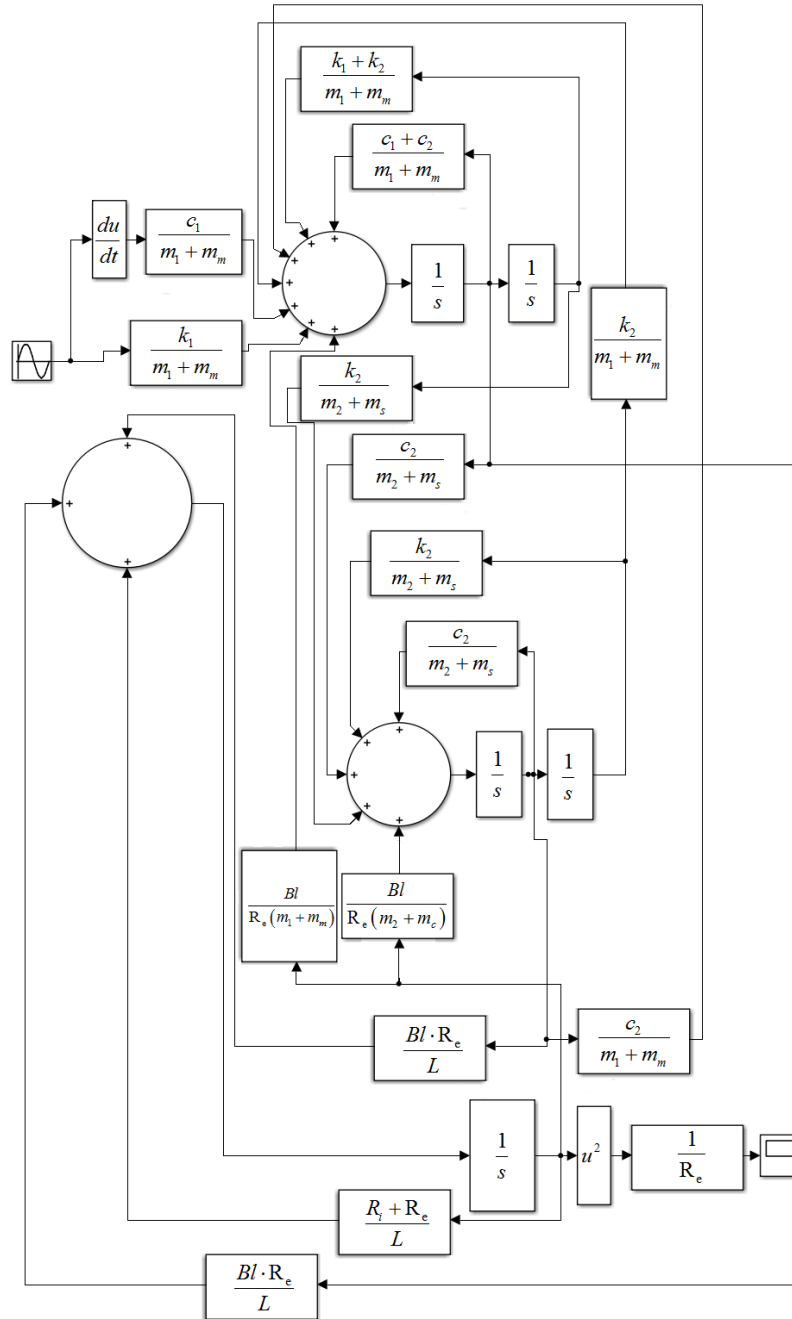 k₁ + k₂ / m₁ + mₘ
c₁ + c₂ / m₁ + mₘ
du/dt
c₁ / m₁ + mₘ
+ + + + + + + +
1/s
1/s
k₂ / m₁ + mₘ
k₁ / m₁ + mₘ
k₂ / m₂ + mₛ
c₂ / m₂ + mₛ
+ + +
k₂ / m₂ + mₛ
c₂ / m₂ + mₛ
+ + + + +
1/s
1/s
Bl / Rₑ(m₁ + mₘ)
Bl / Rₑ(m₂ + m_c)
Bl · Rₑ / L
c₂ / m₁ + mₘ
1/s
u²
1 / Rₑ
Rᵢ + Rₑ / L
Bl · Rₑ / L